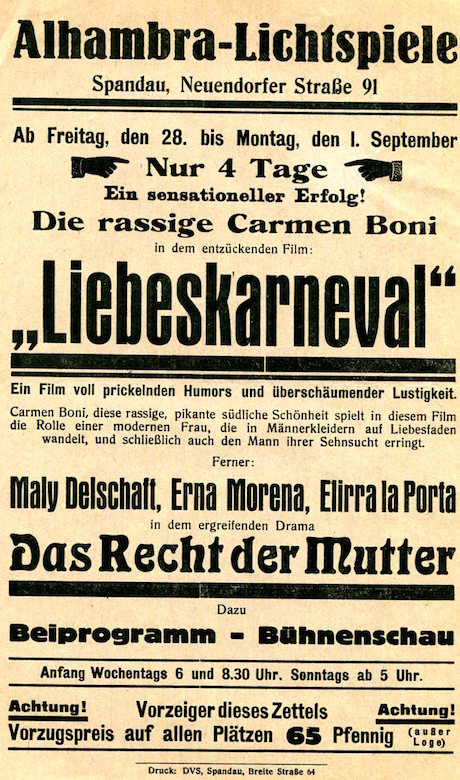 Alhambra-Lichtspiele
Spandau, Neuendorfer Straße 91
Ab Freitag, den 28. bis Montag, den 1. September
Nur 4 Tage
Ein sensationeller Erfolg!
Die rassige Carmen Boni
in dem entzückenden Film:
„Liebeskarneval“
Ein Film voll prickelnden Humors und überschäumender Lustigkeit.
Carmen Boni, diese rassige, pikante südliche Schönheit spielt in diesem Film
die Rolle einer modernen Frau, die in Männerkleidern auf Liebesfaden
wandelt, und schließlich auch den Mann ihrer Sehnsucht erringt.
Ferner:
Maly Delschaft, Erna Morena, Elirra la Porta
in dem ergreifenden Drama
Das Recht der Mutter
Dazu
Beiprogramm - Bühnenschau
Anfang Wochentags 6 und 8.30 Uhr. Sonntags ab 5 Uhr.
Achtung! Vorzeiger dieses Zettels Achtung!
Vorzugspreis auf allen Plätzen 65 Pfennig (außer Loge)
Druck: DVS, Spandau, Breite Straße 64